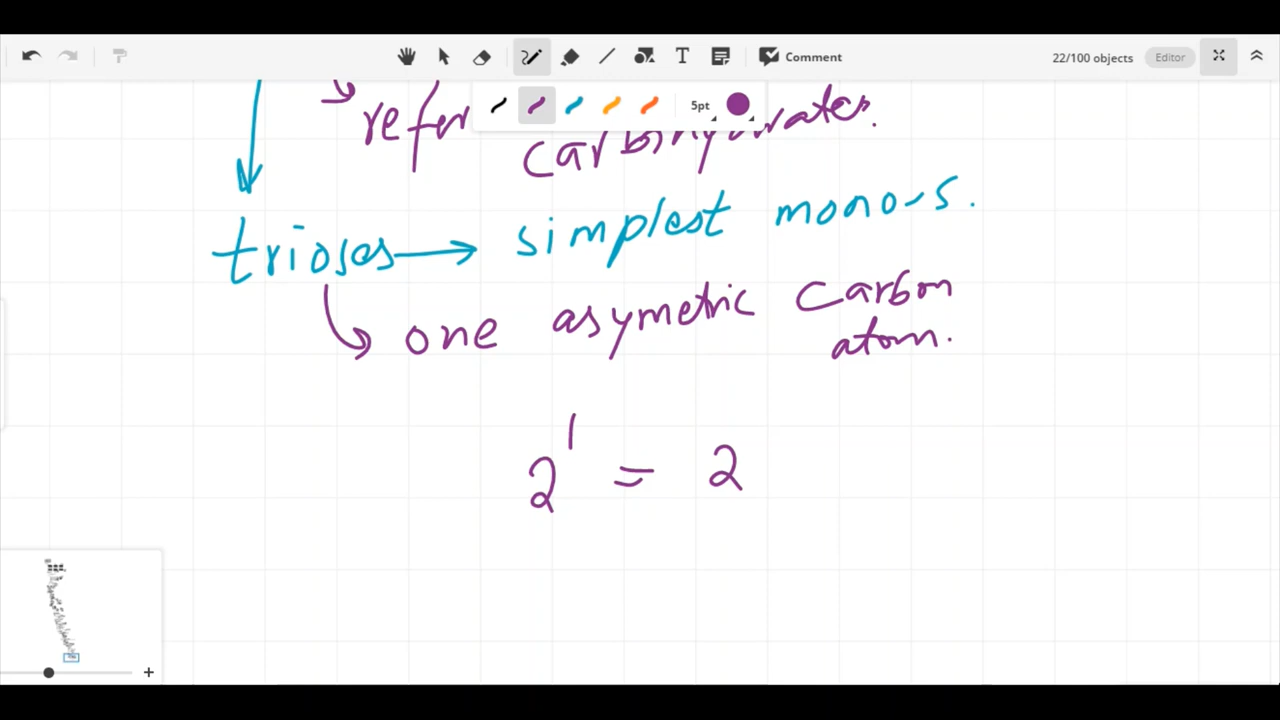 Comment
22/100 objects
Editor
5pt
refer
carbohydrates.
trioses → simplest mono-s.
one asymetric Carbon
atom.
2¹ = 2